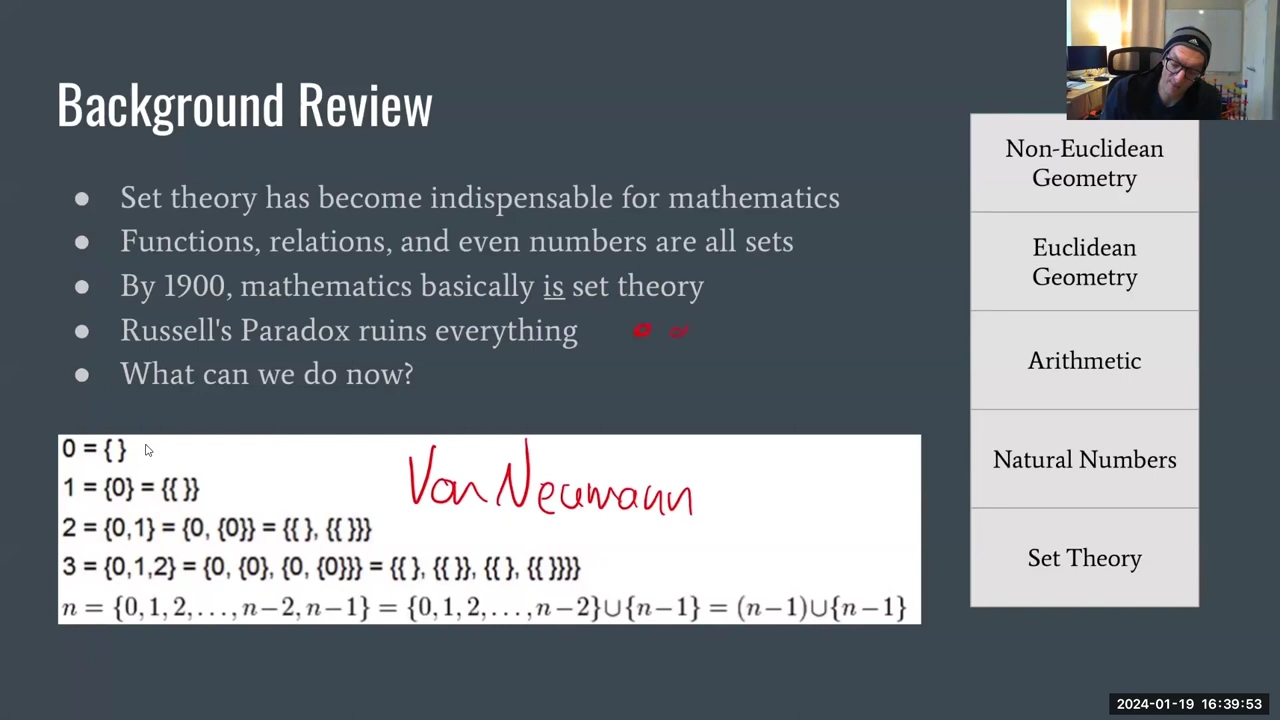 Background Review
● Set theory has become indispensable for mathematics
● Functions, relations, and even numbers are all sets
● By 1900, mathematics basically is set theory
● Russell's Paradox ruins everything
● What can we do now?
0 = { }
1 = {0} = {{ }}
2 = {0,1} = {0, {0}} = {{ }, {{ }}}
3 = {0,1,2} = {0, {0}, {0, {0}}} = {{ }, {{ }}, {{ }, {{ }}}}
n = {0,1,2,…,n−2,n−1} = {0,1,2,…,n−2}∪{n−1} = (n−1)∪{n−1}
Von Neumann
Non-Euclidean
Geometry
Euclidean
Geometry
Arithmetic
Natural Numbers
Set Theory
2024-01-19 16:39:53